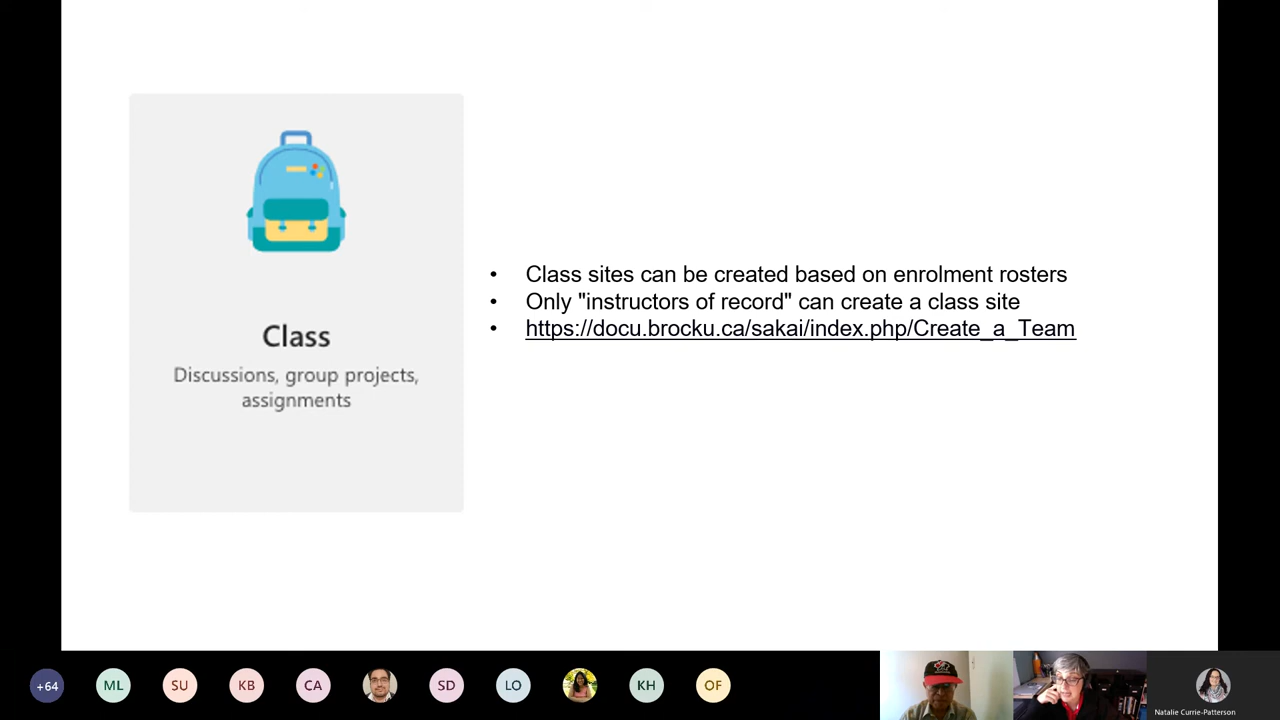 Class
Discussions, group projects,
assignments
• Class sites can be created based on enrolment rosters
• Only "instructors of record" can create a class site
• https://docu.brocku.ca/sakai/index.php/Create_a_Team
+64
ML
SU
KB
CA
SD
LO
KH
OF
Natalie Currie-Patterson